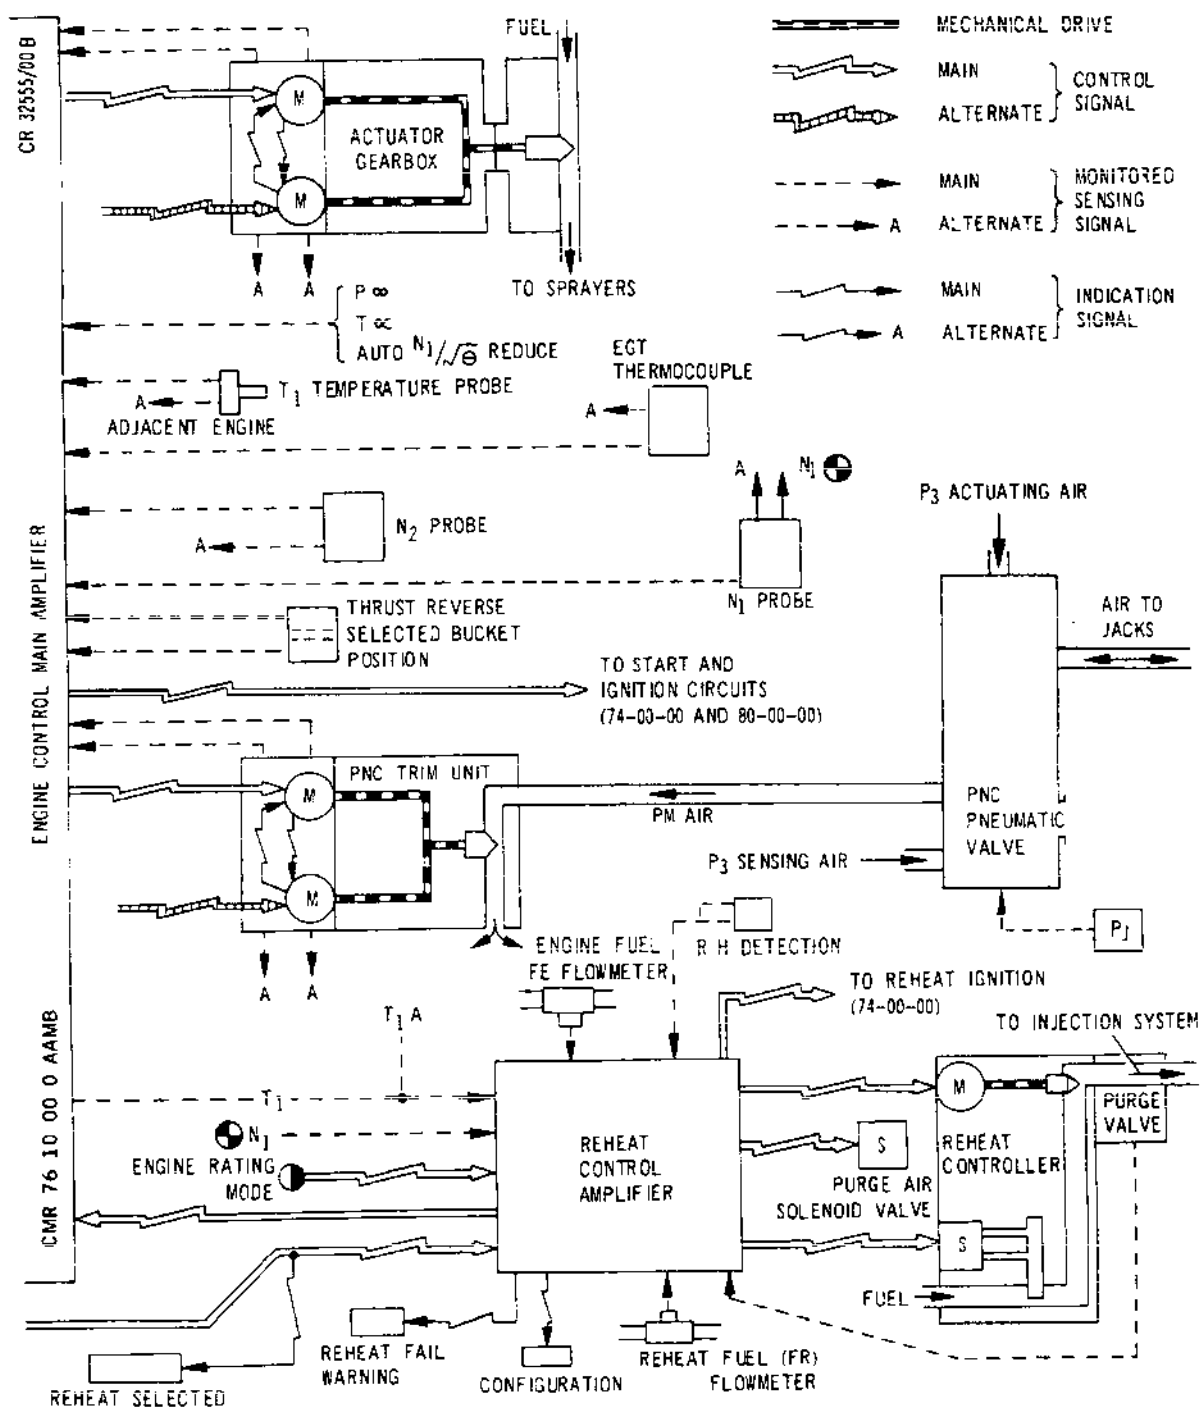 CR 32555/00 B
FUEL
MECHANICAL DRIVE
MAIN
ALTERNATE
CONTROL
SIGNAL
MAIN
A ALTERNATE
MONITORED
SENSING
SIGNAL
MAIN
A ALTERNATE
INDICATION
SIGNAL
M
ACTUATOR
GEARBOX
M
A A
TO SPRAYERS
P ∞
T ∝
AUTO N1/√θ REDUCE
T1 TEMPERATURE PROBE
A
ADJACENT ENGINE
EGT
THERMOCOUPLE
A
A N1
P3 ACTUATING AIR
N2 PROBE
A
N1 PROBE
ENGINE CONTROL MAIN AMPLIFIER
THRUST REVERSE
SELECTED BUCKET
POSITION
AIR TO
JACKS
TO START AND
IGNITION CIRCUITS
(74-00-00 AND 80-00-00)
PNC TRIM UNIT
M
M
A A
PM AIR
PNC
PNEUMATIC
VALVE
P3 SENSING AIR
P1
ENGINE FUEL
FE FLOWMETER
R H DETECTION
TO REHEAT IGNITION
(74-00-00)
TO INJECTION SYSTEM
T1 A
T1
N1
ENGINE RATING
MODE
CMR 76 10 00 0 AAMB
REHEAT
CONTROL
AMPLIFIER
M
S
PURGE AIR
SOLENOID VALVE
REHEAT
CONTROLLER
PURGE
VALVE
S
FUEL
REHEAT FAIL
WARNING
CONFIGURATION
REHEAT FUEL (FR)
FLOWMETER
REHEAT SELECTED